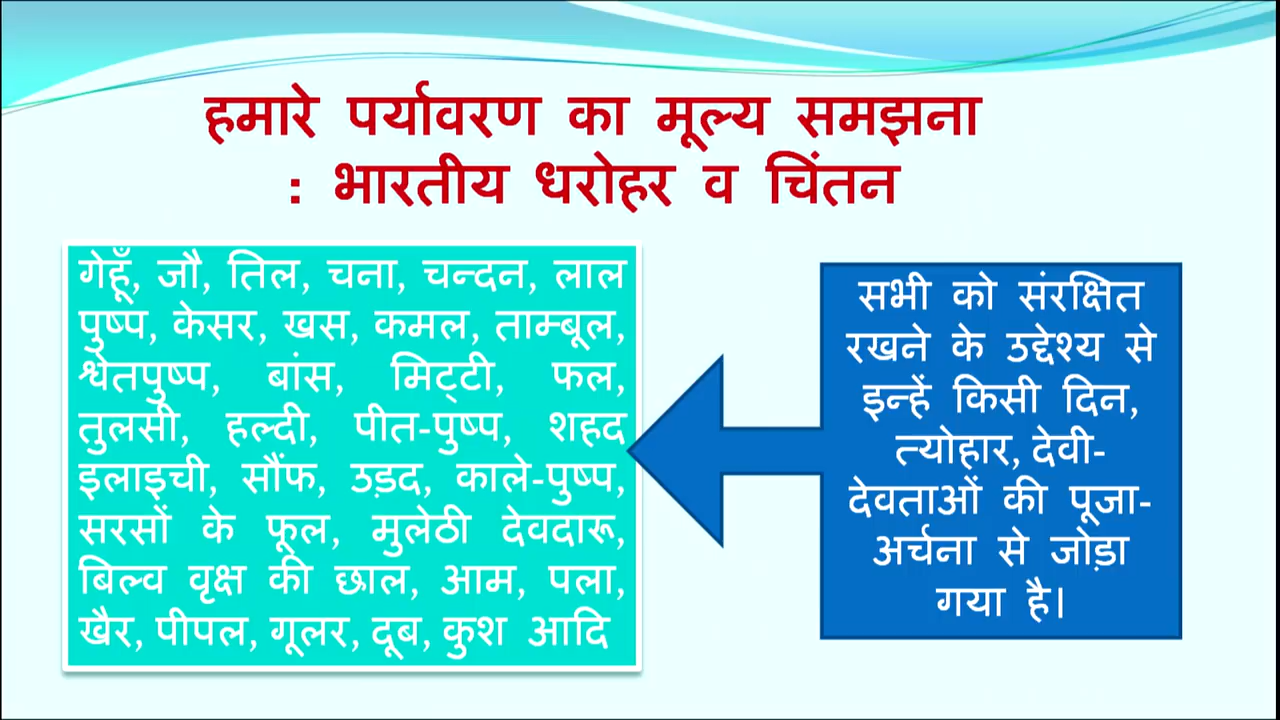 हमारे पर्यावरण का मूल्य समझना
: भारतीय धरोहर व चिंतन
गेहूँ, जौ, तिल, चना, चन्दन, लाल
पुष्प, केसर, खस, कमल, ताम्बूल,
श्वेतपुष्प, बांस, मिट्टी, फल,
तुलसी, हल्दी, पीत-पुष्प, शहद
इलाइची, सौंफ, उड़द, काले-पुष्प,
सरसों के फूल, मुलेठी देवदारू,
बिल्व वृक्ष की छाल, आम, पला,
खैर, पीपल, गूलर, दूब, कुश आदि
सभी को संरक्षित
रखने के उद्देश्य से
इन्हें किसी दिन,
त्योहार, देवी-
देवताओं की पूजा-
अर्चना से जोड़ा
गया है।